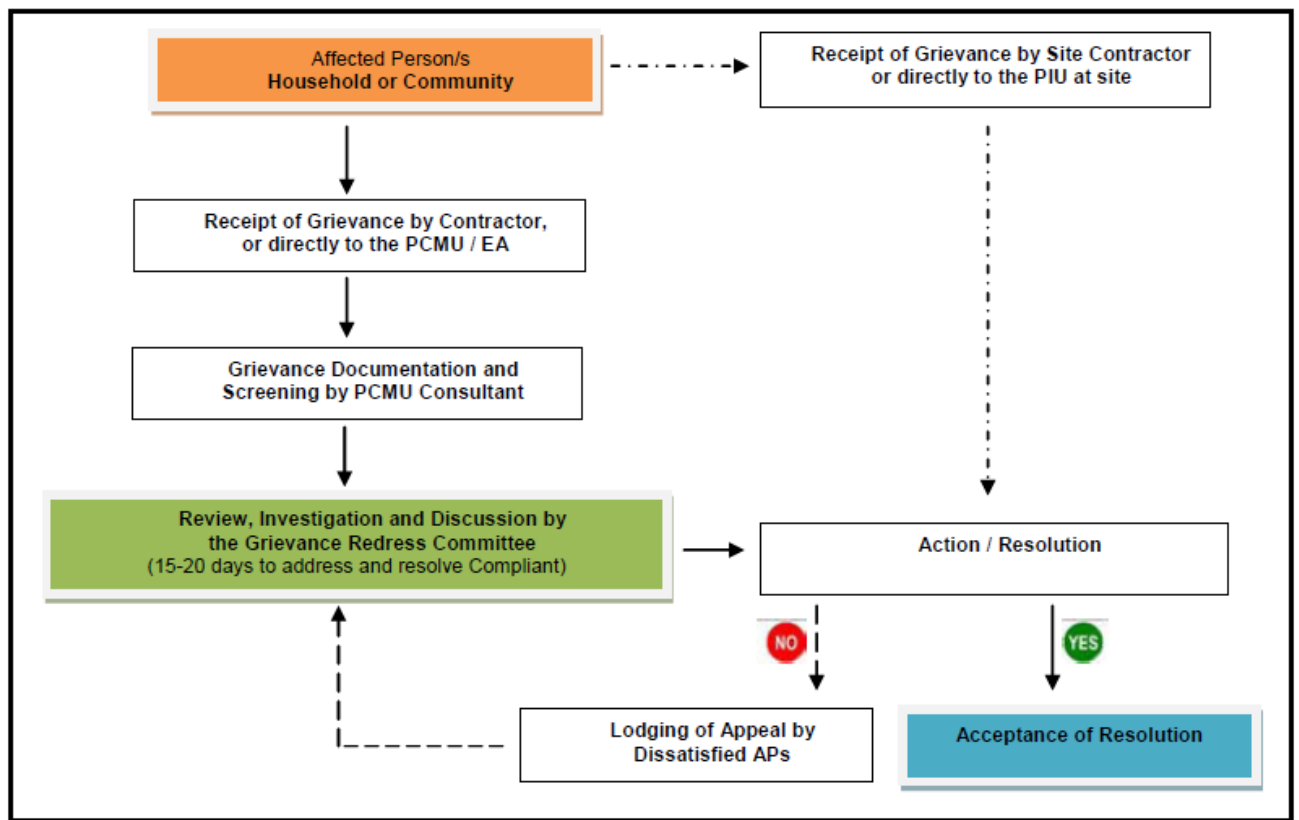 Affected Person/s
Household or Community
Receipt of Grievance by Site Contractor
or directly to the PIU at site
Receipt of Grievance by Contractor,
or directly to the PCMU / EA
Grievance Documentation and
Screening by PCMU Consultant
Review, Investigation and Discussion by
the Grievance Redress Committee
(15-20 days to address and resolve Compliant)
Action / Resolution
NO
YES
Lodging of Appeal by
Dissatisfied APs
Acceptance of Resolution